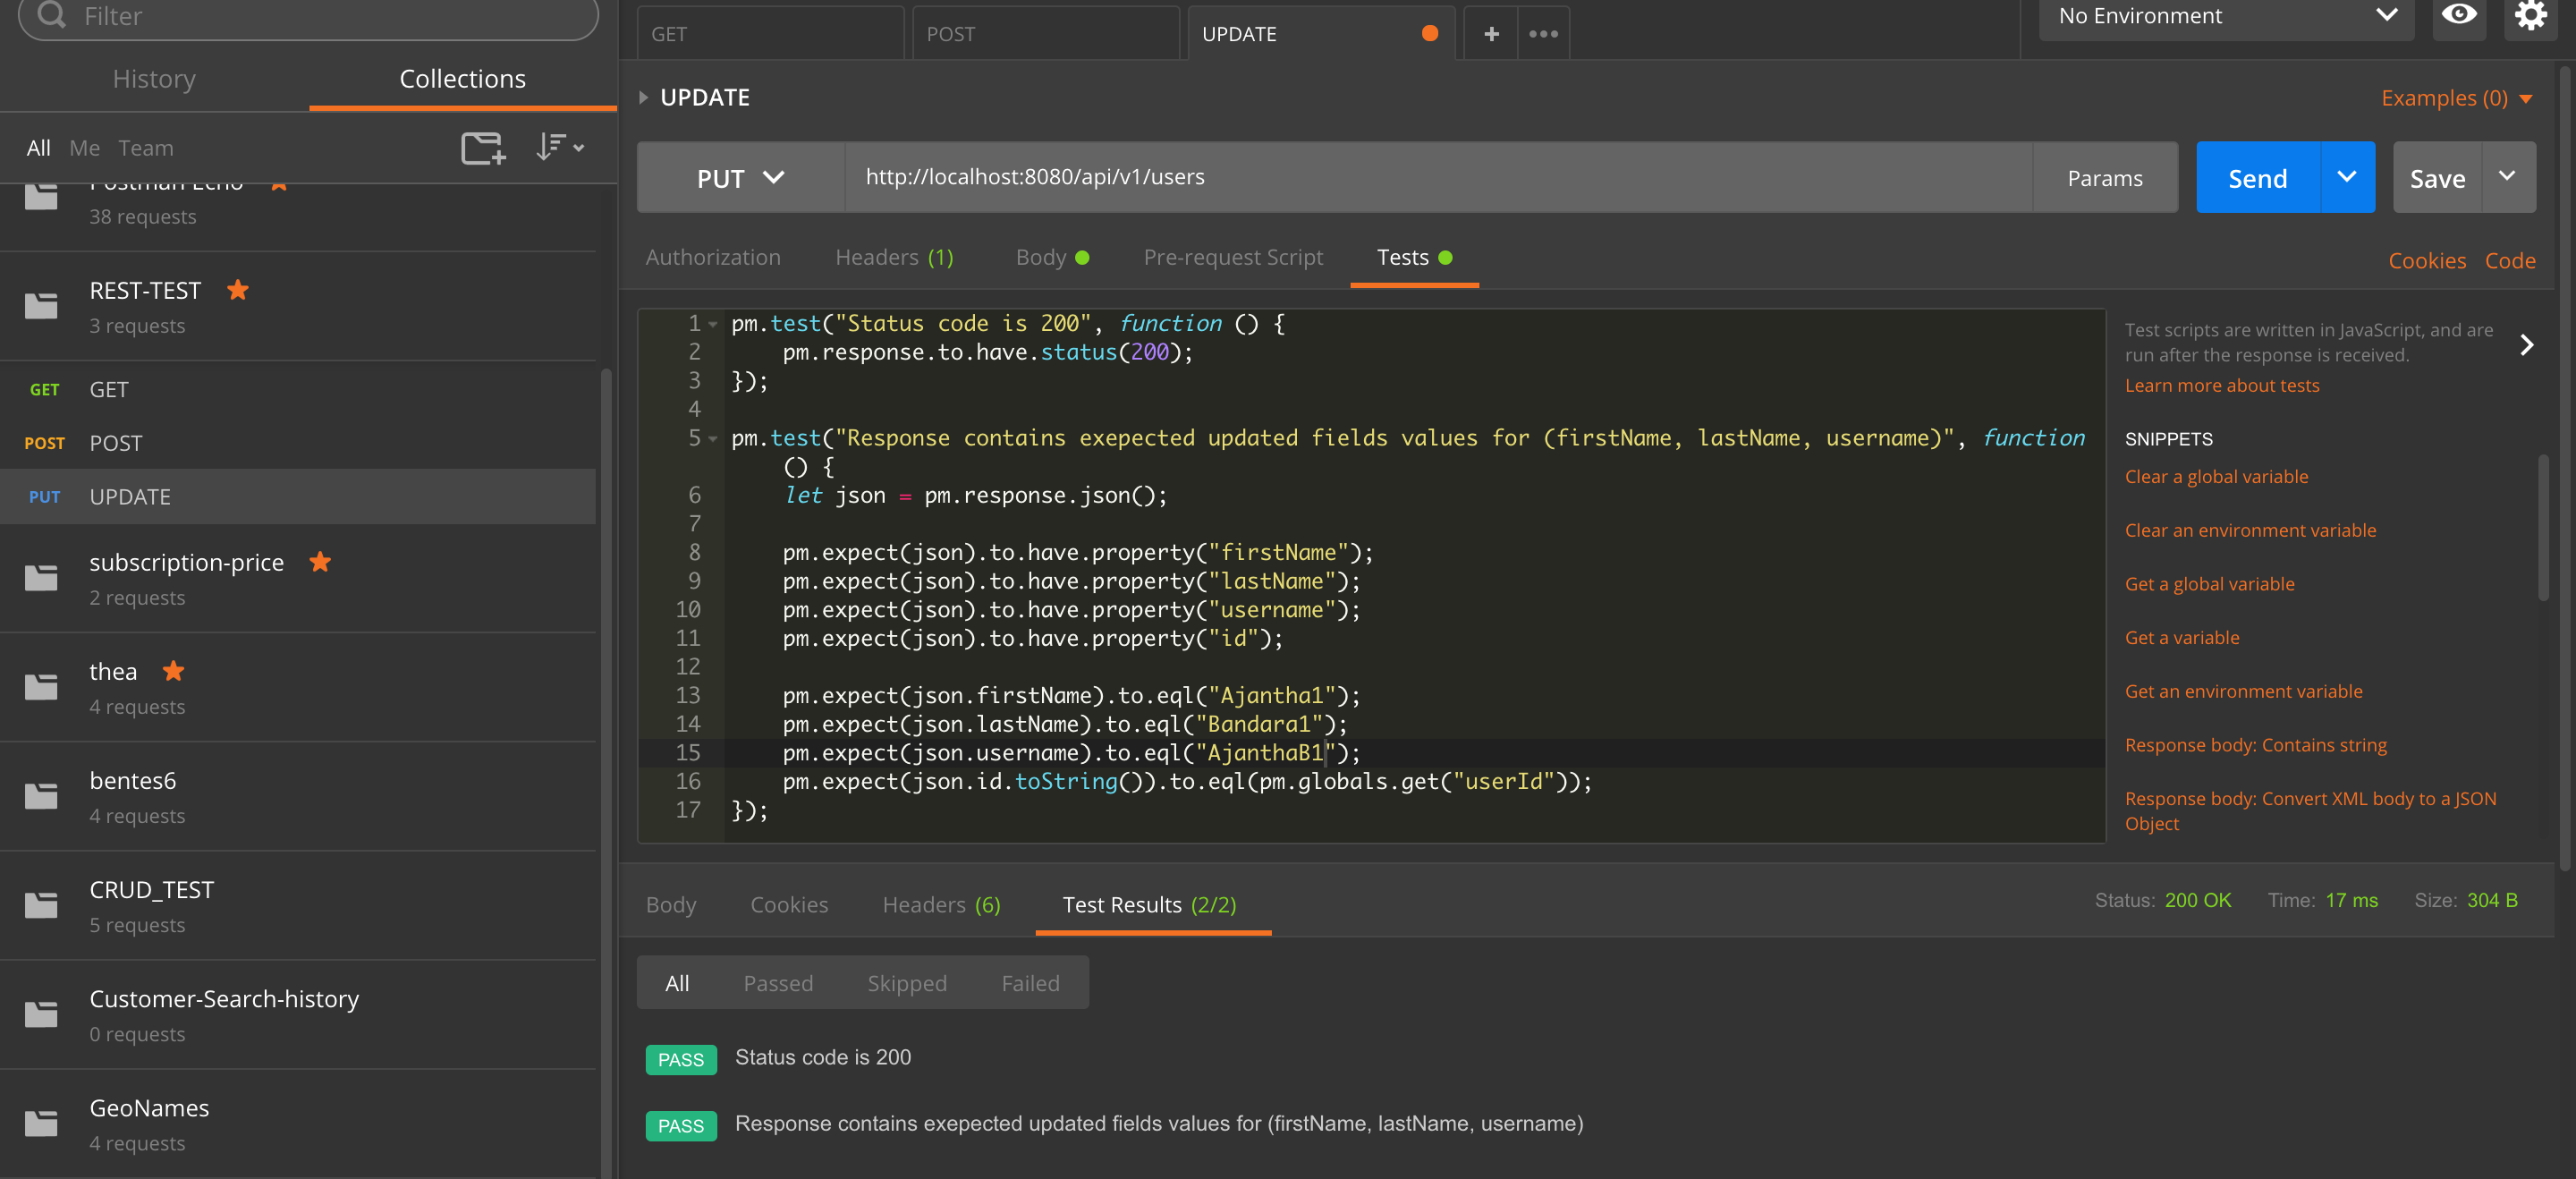 Filter
History
Collections
All Me Team
Postman Echo
38 requests
REST-TEST
3 requests
GET GET
POST POST
PUT UPDATE
subscription-price
2 requests
thea
4 requests
bentes6
4 requests
CRUD_TEST
5 requests
Customer-Search-history
0 requests
GeoNames
4 requests
GET
POST
UPDATE
+
No Environment
UPDATE
Examples (0)
PUT
http://localhost:8080/api/v1/users
Params
Send
Save
Authorization
Headers (1)
Body
Pre-request Script
Tests
Cookies Code
1 pm.test("Status code is 200", function () {
2 pm.response.to.have.status(200);
3 });
4
5 pm.test("Response contains exepected updated fields values for (firstName, lastName, username)", function
() {
6 let json = pm.response.json();
7
8 pm.expect(json).to.have.property("firstName");
9 pm.expect(json).to.have.property("lastName");
10 pm.expect(json).to.have.property("username");
11 pm.expect(json).to.have.property("id");
12
13 pm.expect(json.firstName).to.eql("Ajantha1");
14 pm.expect(json.lastName).to.eql("Bandara1");
15 pm.expect(json.username).to.eql("AjanthaB1");
16 pm.expect(json.id.toString()).to.eql(pm.globals.get("userId"));
17 });
Test scripts are written in JavaScript, and are
run after the response is received.
Learn more about tests
SNIPPETS
Clear a global variable
Clear an environment variable
Get a global variable
Get a variable
Get an environment variable
Response body: Contains string
Response body: Convert XML body to a JSON
Object
Body
Cookies
Headers (6)
Test Results (2/2)
Status: 200 OK Time: 17 ms Size: 304 B
All
Passed
Skipped
Failed
PASS Status code is 200
PASS Response contains exepected updated fields values for (firstName, lastName, username)